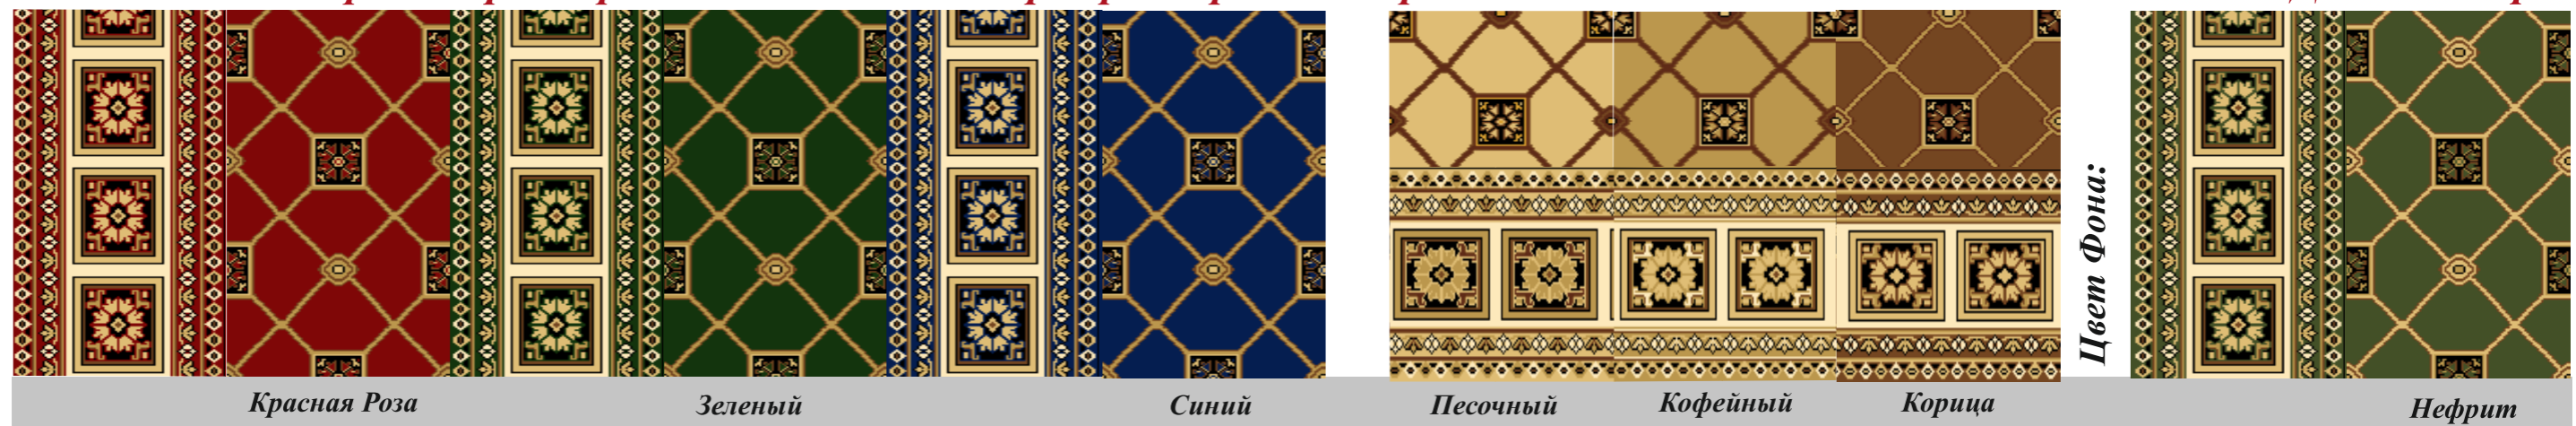 Красная Роза
Зеленый
Синий
Песочный
Кофейный
Корица
Цвет Фона:
Нефрит